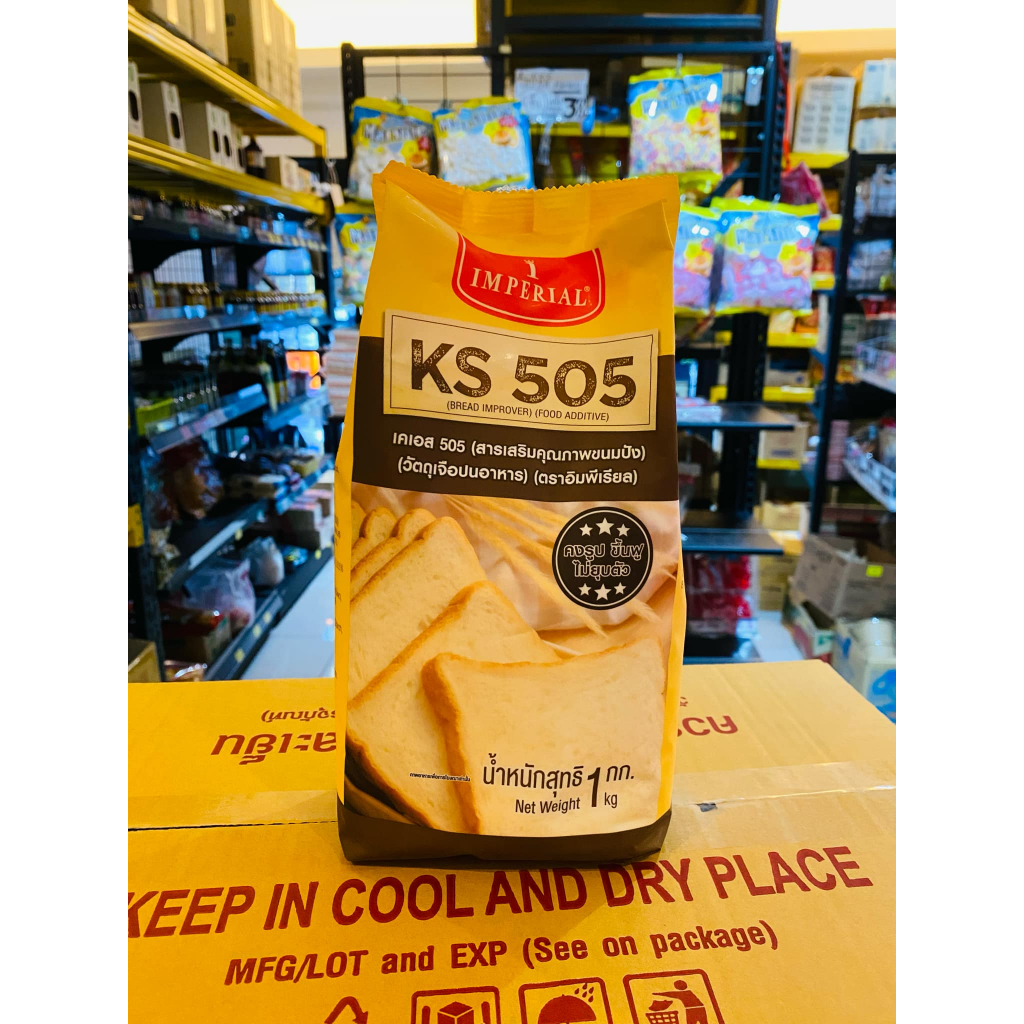 IMPERIAL®
KS 505
(BREAD IMPROVER) (FOOD ADDITIVE)
เคเอส 505 (สารเสริมคุณภาพขนมปัง)
(วัตถุเจือปนอาหาร) (ตราอิมพีเรียล)
คงรูป ขึ้นฟู
ไม่ยุบตัว
น้ำหนักสุทธิ 1 กก.
Net Weight 1 kg
KEEP IN COOL AND DRY PLACE
MFG/LOT and EXP (See on package)